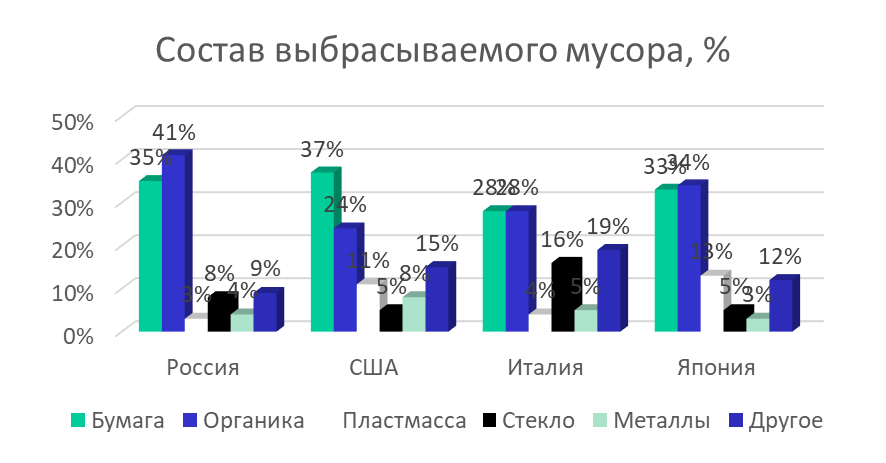 Состав выбрасываемого мусора, %
50%
40%
30%
20%
10%
0%
35% 41% 3% 8% 4% 9%
37% 24% 11% 5% 8% 15%
28% 28% 4% 16% 5% 19%
33% 34% 13% 5% 3% 12%
Россия США Италия Япония
Бумага Органика Пластмасса Стекло Металлы Другое